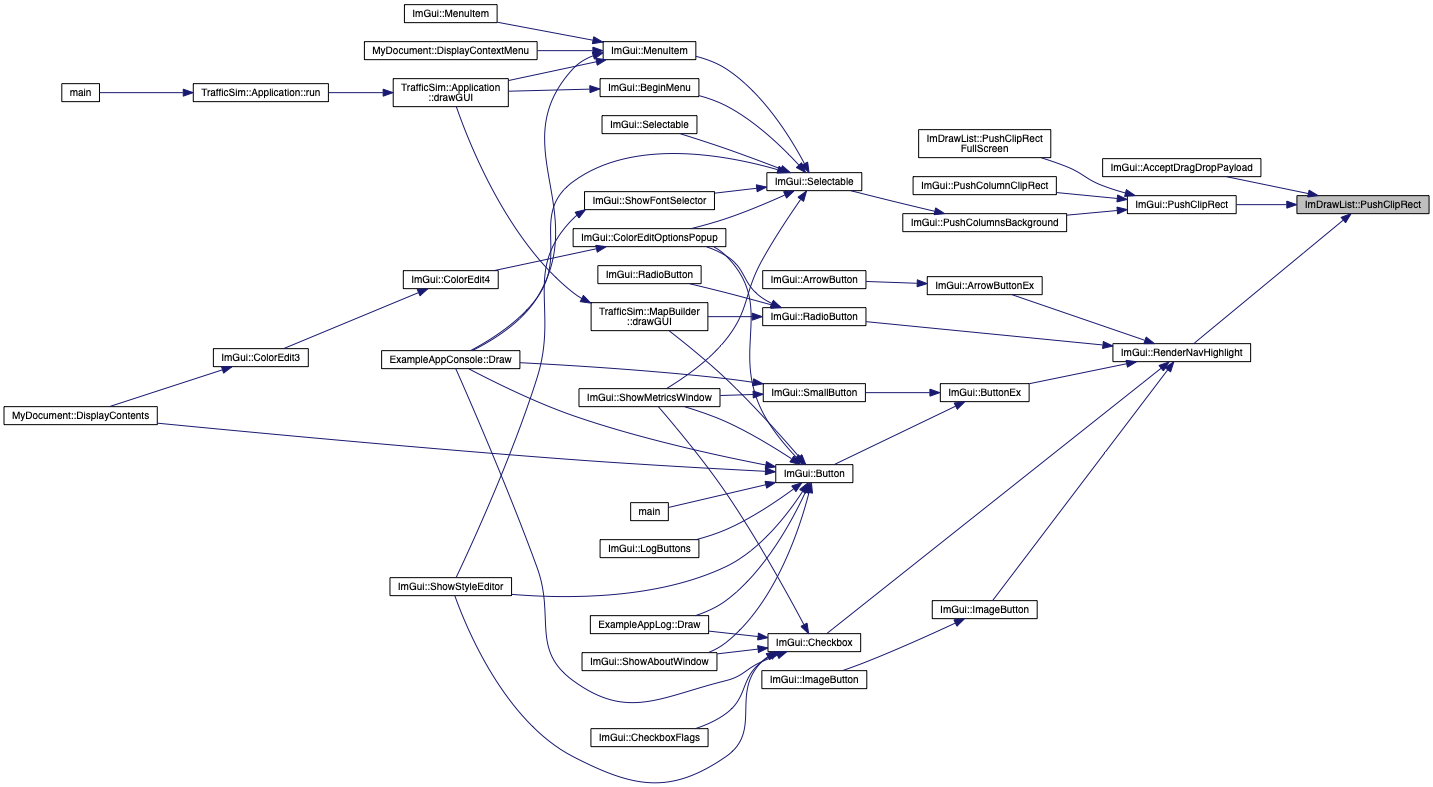 ImGui::MenuItem
MyDocument::DisplayContextMenu
ImGui::MenuItem
main
TrafficSim::Application::run
TrafficSim::Application
::drawGUI
ImGui::BeginMenu
ImGui::Selectable
ImDrawList::PushClipRect
FullScreen
ImGui::AcceptDragDropPayload
ImGui::Selectable
ImGui::PushColumnClipRect
ImGui::ShowFontSelector
ImGui::PushClipRect
ImDrawList::PushClipRect
ImGui::PushColumnsBackground
ImGui::ColorEditOptionsPopup
ImGui::ColorEdit4
ImGui::RadioButton
ImGui::ArrowButton
ImGui::ArrowButtonEx
TrafficSim::MapBuilder
::drawGUI
ImGui::RadioButton
ImGui::ColorEdit3
ExampleAppConsole::Draw
ImGui::RenderNavHighlight
ImGui::ShowMetricsWindow
ImGui::SmallButton
ImGui::ButtonEx
MyDocument::DisplayContents
ImGui::Button
main
ImGui::LogButtons
ImGui::ShowStyleEditor
ImGui::ImageButton
ExampleAppLog::Draw
ImGui::Checkbox
ImGui::ShowAboutWindow
ImGui::ImageButton
ImGui::CheckboxFlags